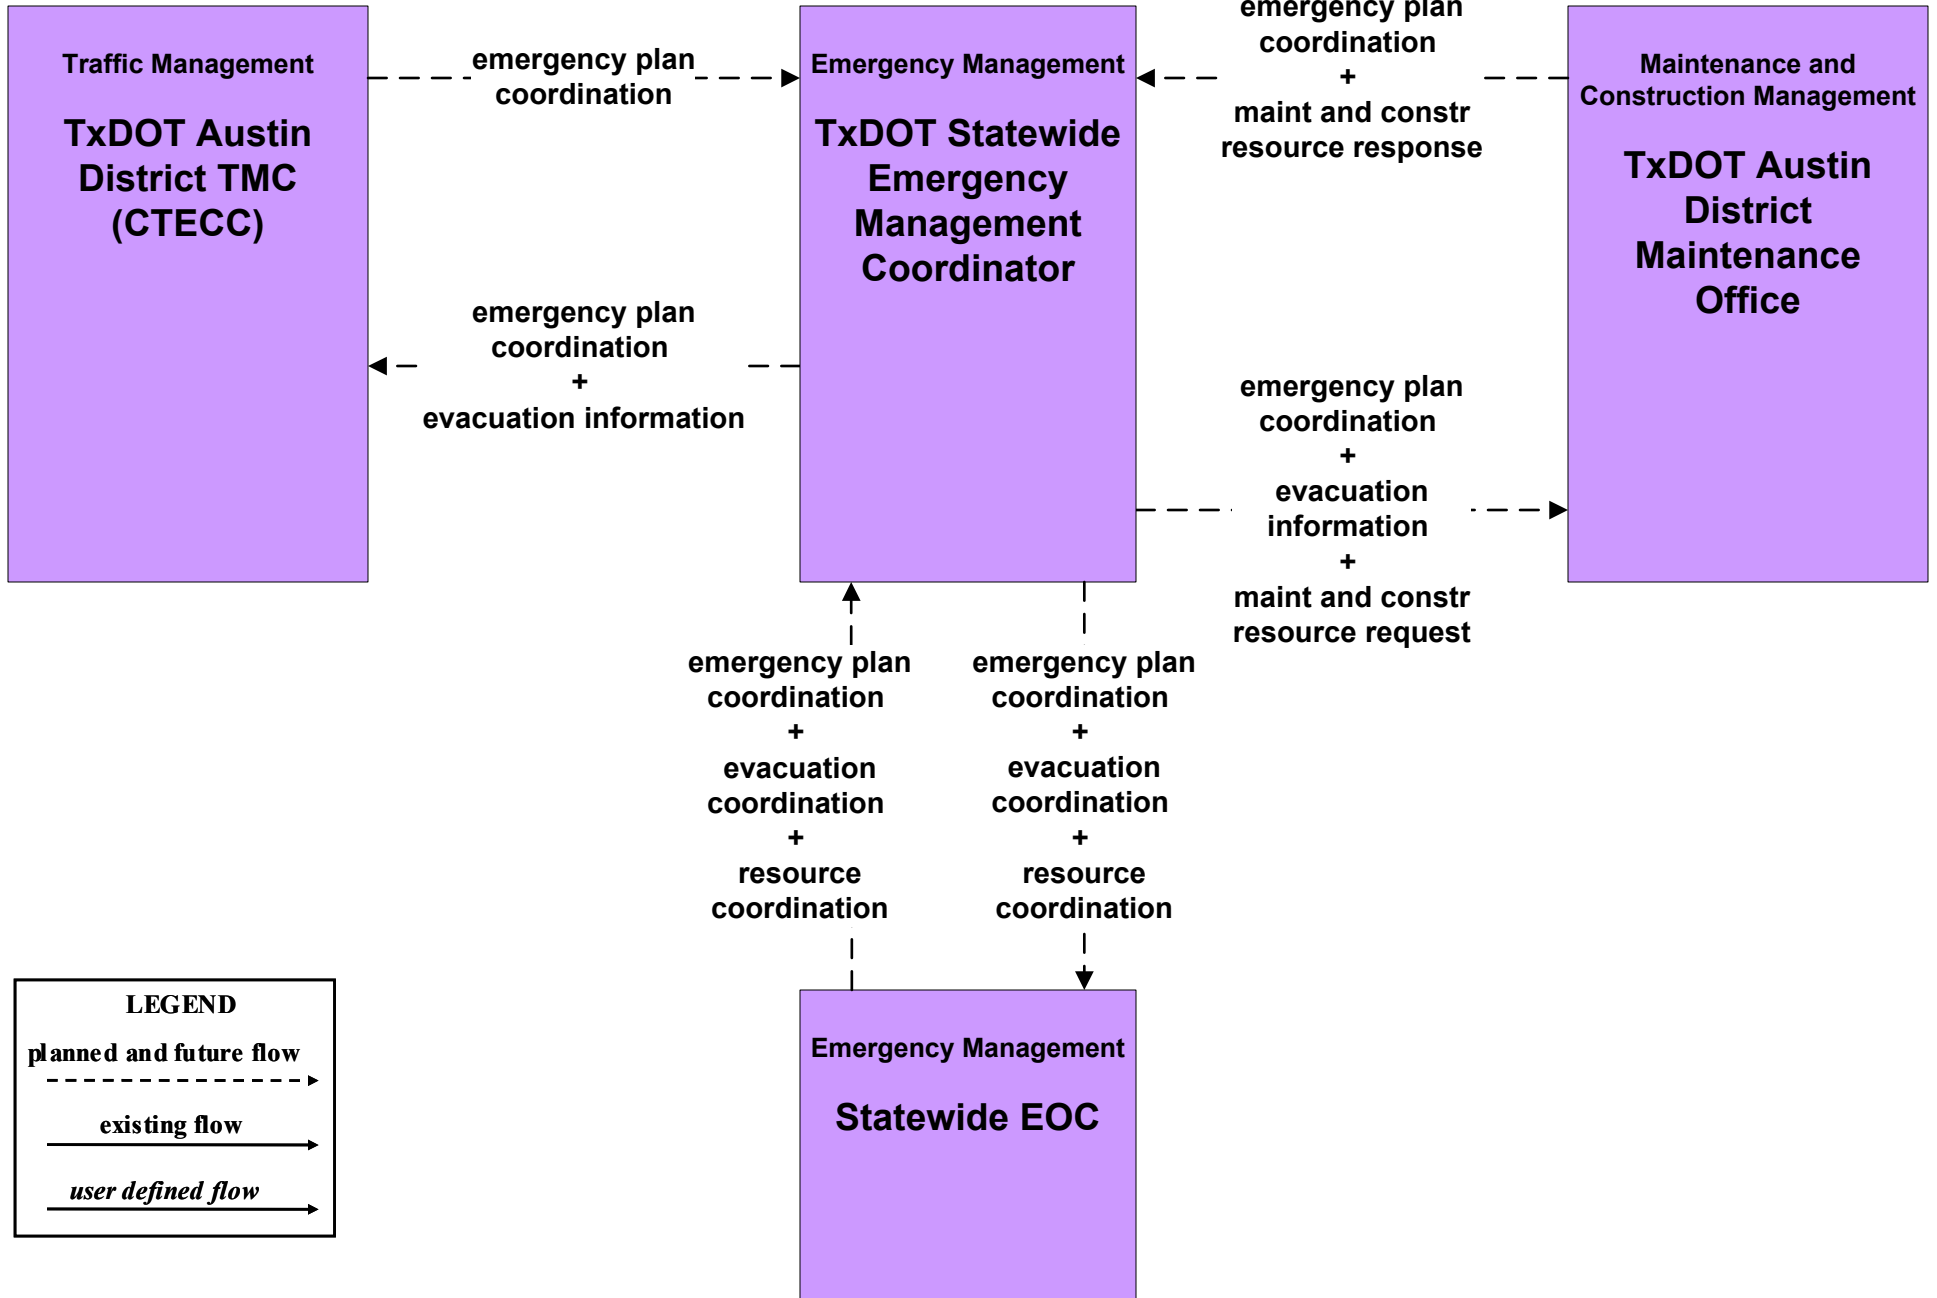 Traffic Management
TxDOT Austin
District TMC
(CTECC)
emergency plan
coordination
Emergency Management
TxDOT Statewide
Emergency
Management
Coordinator
emergency plan
coordination
+
maint and constr
resource response
Maintenance and
Construction Management
TxDOT Austin
District
Maintenance
Office
emergency plan
coordination
+
evacuation information
emergency plan
coordination
+
evacuation
information
+
maint and constr
resource request
emergency plan
coordination
+
evacuation
coordination
+
resource
coordination
emergency plan
coordination
+
evacuation
coordination
+
resource
coordination
LEGEND
planned and future flow
existing flow
user defined flow
Emergency Management
Statewide EOC